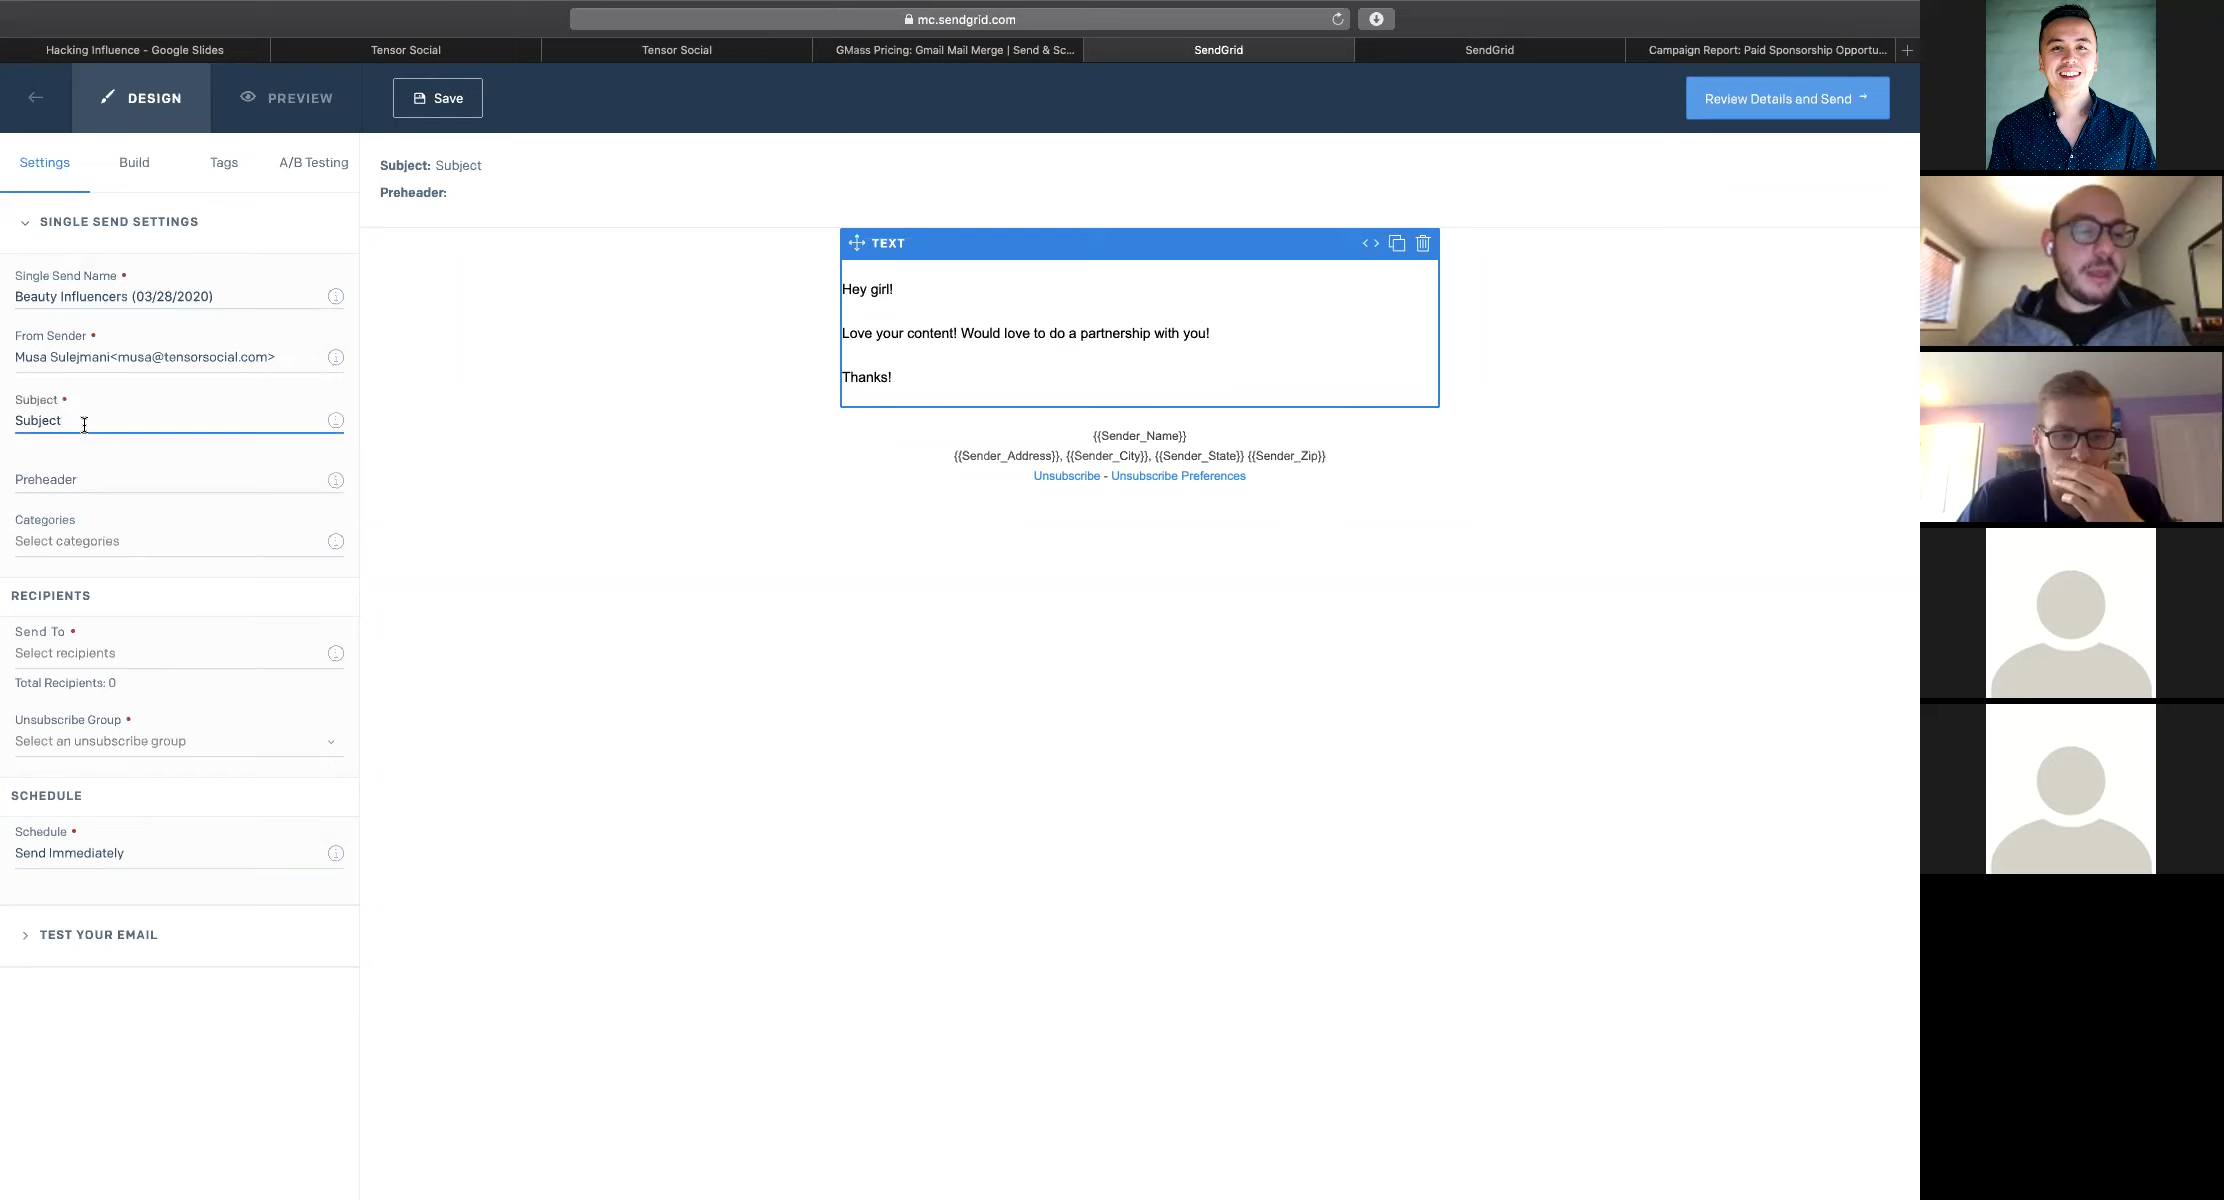 mc.sendgrid.com
Hacking Influence - Google Slides
Tensor Social
Tensor Social
GMass Pricing: Gmail Mail Merge | Send & Sc...
SendGrid
SendGrid
Campaign Report: Paid Sponsorship Opportu...
DESIGN
PREVIEW
Save
Review Details and Send
Settings
Build
Tags
A/B Testing
SINGLE SEND SETTINGS
Single Send Name •
Beauty Influencers (03/28/2020)
From Sender •
Musa Sulejmani<musa@tensorsocial.com>
Subject •
Subject
Preheader
Categories
Select categories
RECIPIENTS
Send To •
Select recipients
Total Recipients: 0
Unsubscribe Group •
Select an unsubscribe group
SCHEDULE
Schedule •
Send Immediately
TEST YOUR EMAIL
Subject: Subject
Preheader:
TEXT
Hey girl!
Love your content! Would love to do a partnership with you!
Thanks!
{{Sender_Name}}
{{Sender_Address}}, {{Sender_City}}, {{Sender_State}} {{Sender_Zip}}
Unsubscribe - Unsubscribe Preferences